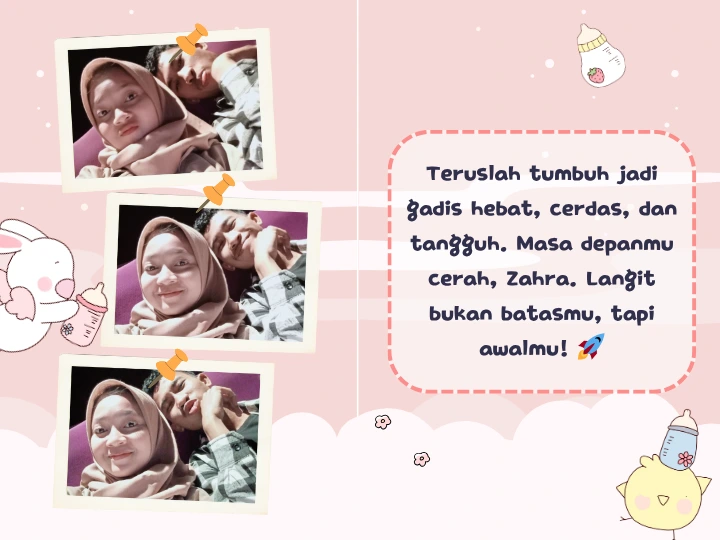 Teruslah tumbuh jadi
gadis hebat, cerdas, dan
tangguh. Masa depanmu
cerah, Zahra. Langit
bukan batasmu, tapi
awalmu! 🚀